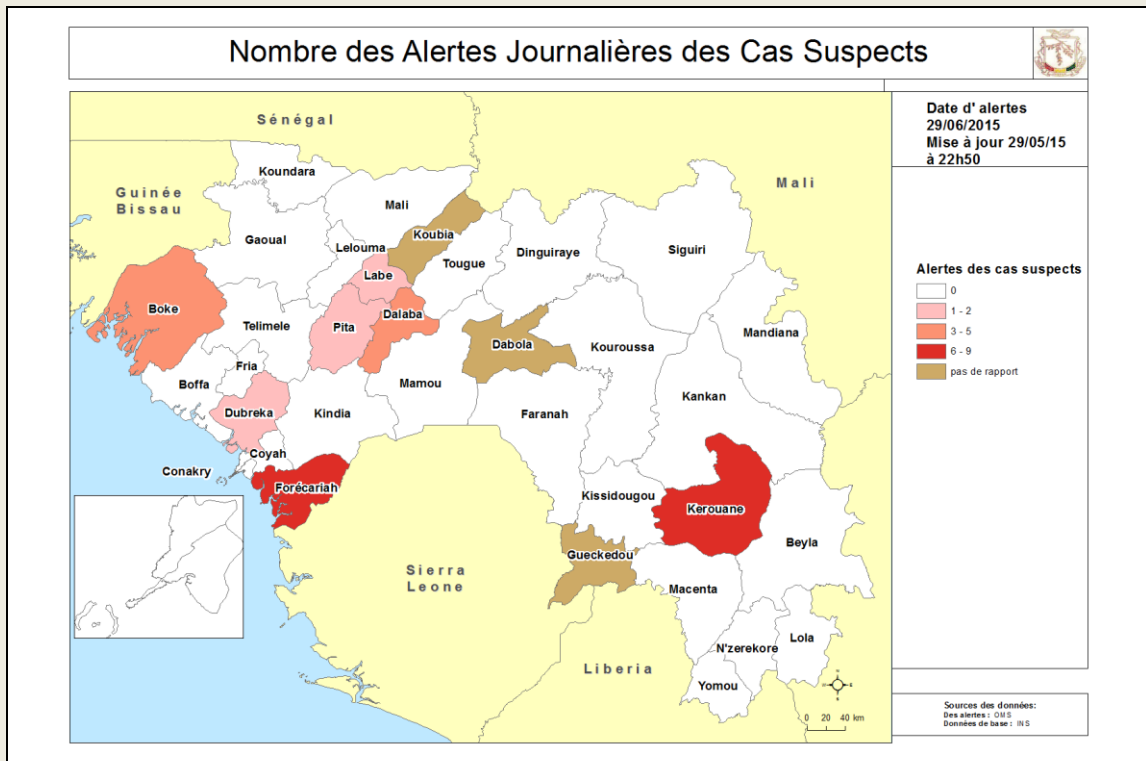 Nombre des Alertes Journalières des Cas Suspects
Date d' alertes
29/06/2015
Mise à jour 29/05/15
à 22h50
Sénégal
Guinée
Bissau
Mali
Koundara
Mali
Gaoual
Koubia
Lelouma
Tougue
Dinguiraye
Siguiri
Labe
Boke
Telimele
Pita
Dalaba
Dabola
Kouroussa
Mandiana
Fria
Boffa
Mamou
Kankan
Dubreka
Kindia
Faranah
Coyah
Conakry
Forécariah
Kissidougou
Kerouane
Beyla
Gueckedou
Sierra
Leone
Macenta
Liberia
N'zerekore
Lola
Yomou
0 20 40 km
Alertes des cas suspects
0
1 - 2
3 - 5
6 - 9
pas de rapport
Sources des données:
Des alertes : OMS
Données de base : INS